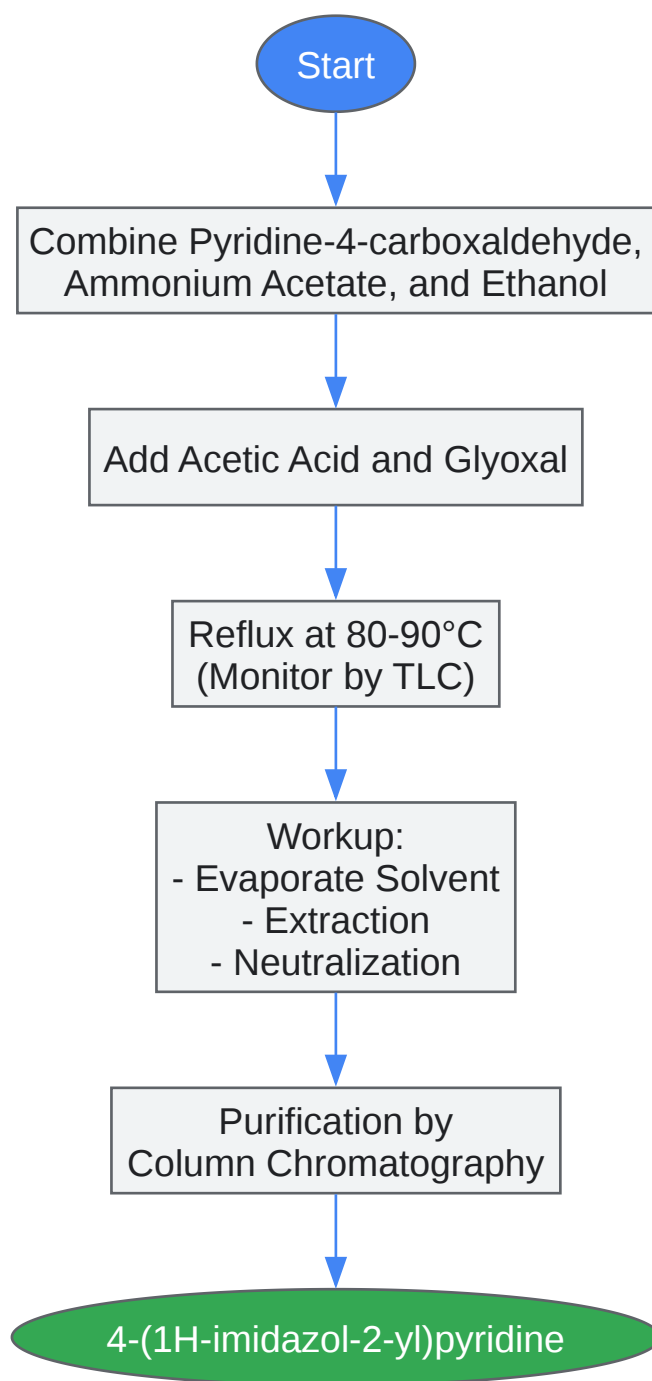 Start
Combine Pyridine-4-carboxaldehyde,
Ammonium Acetate, and Ethanol
Add Acetic Acid and Glyoxal
Reflux at 80-90°C
(Monitor by TLC)
Workup:
- Evaporate Solvent
- Extraction
- Neutralization
Purification by
Column Chromatography
4-(1H-imidazol-2-yl)pyridine